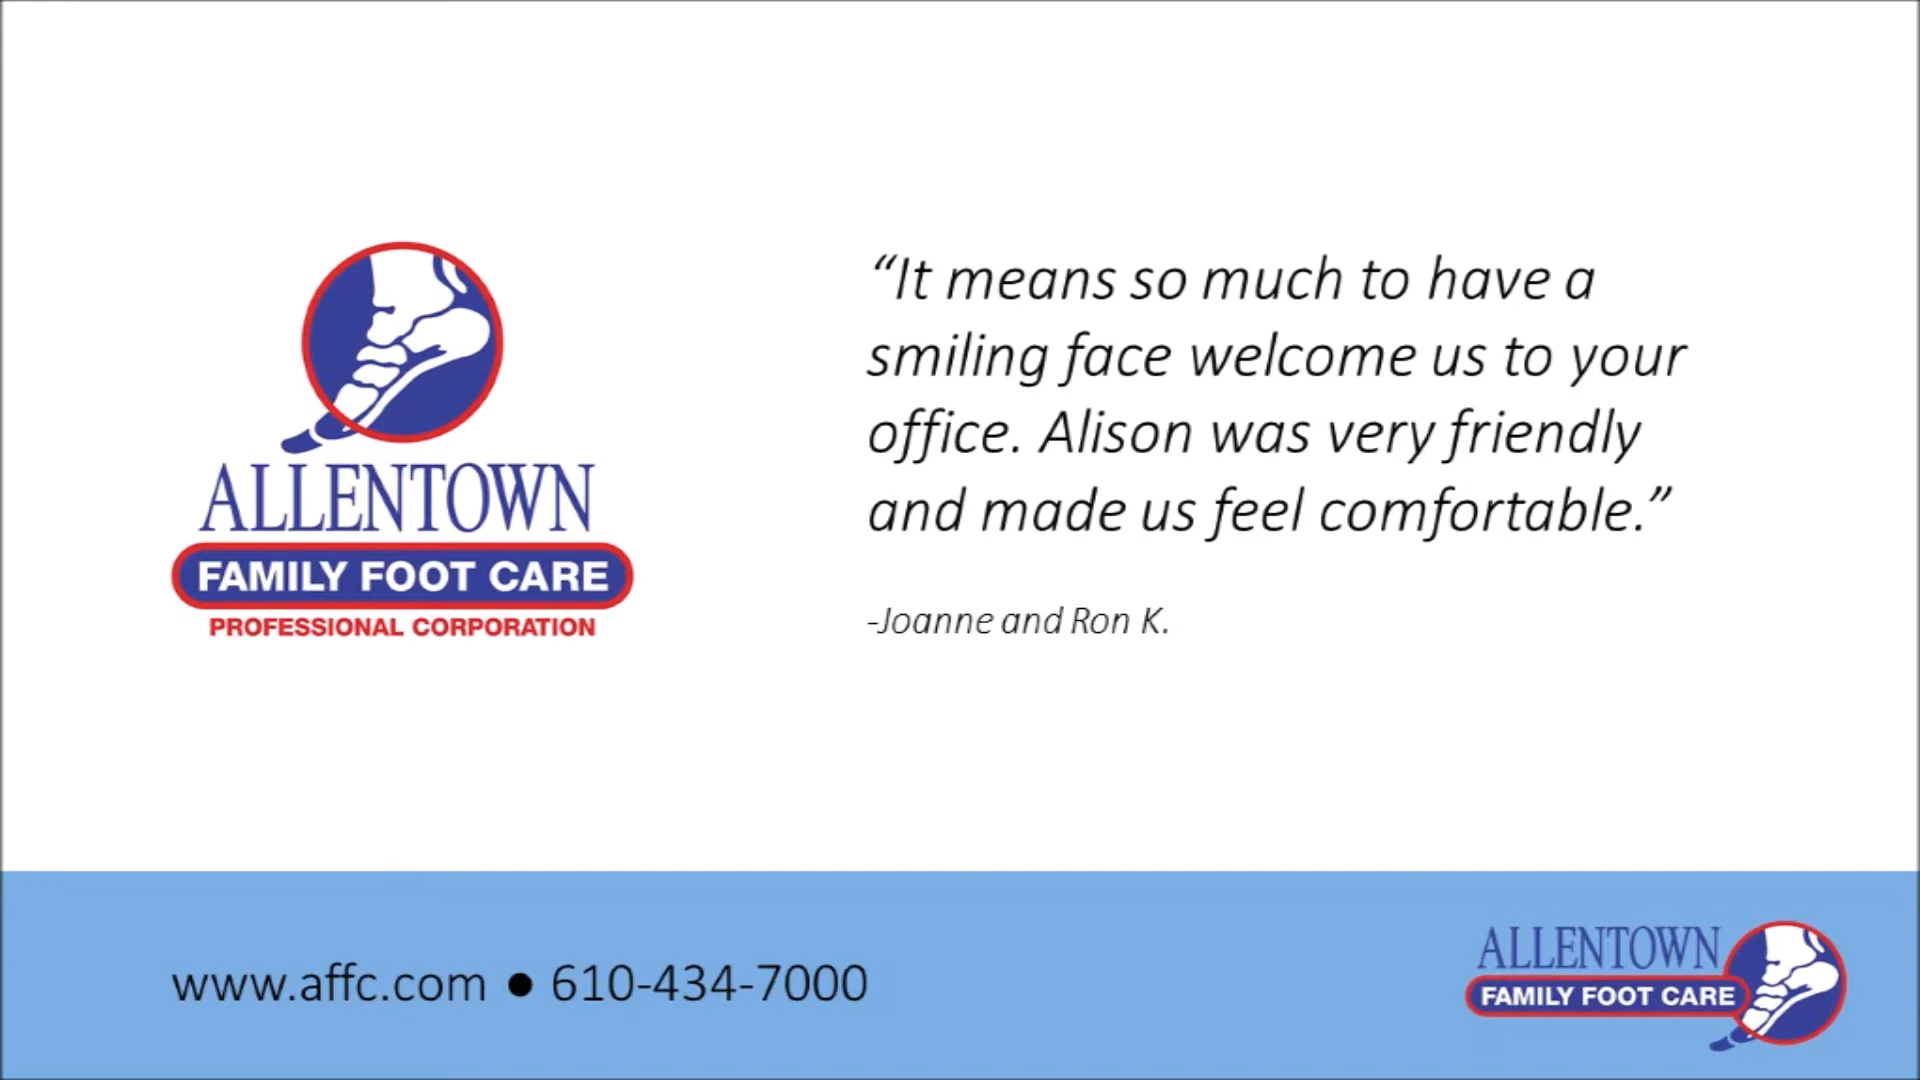 ALLENTOWN
FAMILY FOOT CARE
PROFESSIONAL CORPORATION
“It means so much to have a
smiling face welcome us to your
office. Alison was very friendly
and made us feel comfortable.”
-Joanne and Ron K.
www.affc.com ● 610-434-7000
ALLENTOWN
FAMILY FOOT CARE